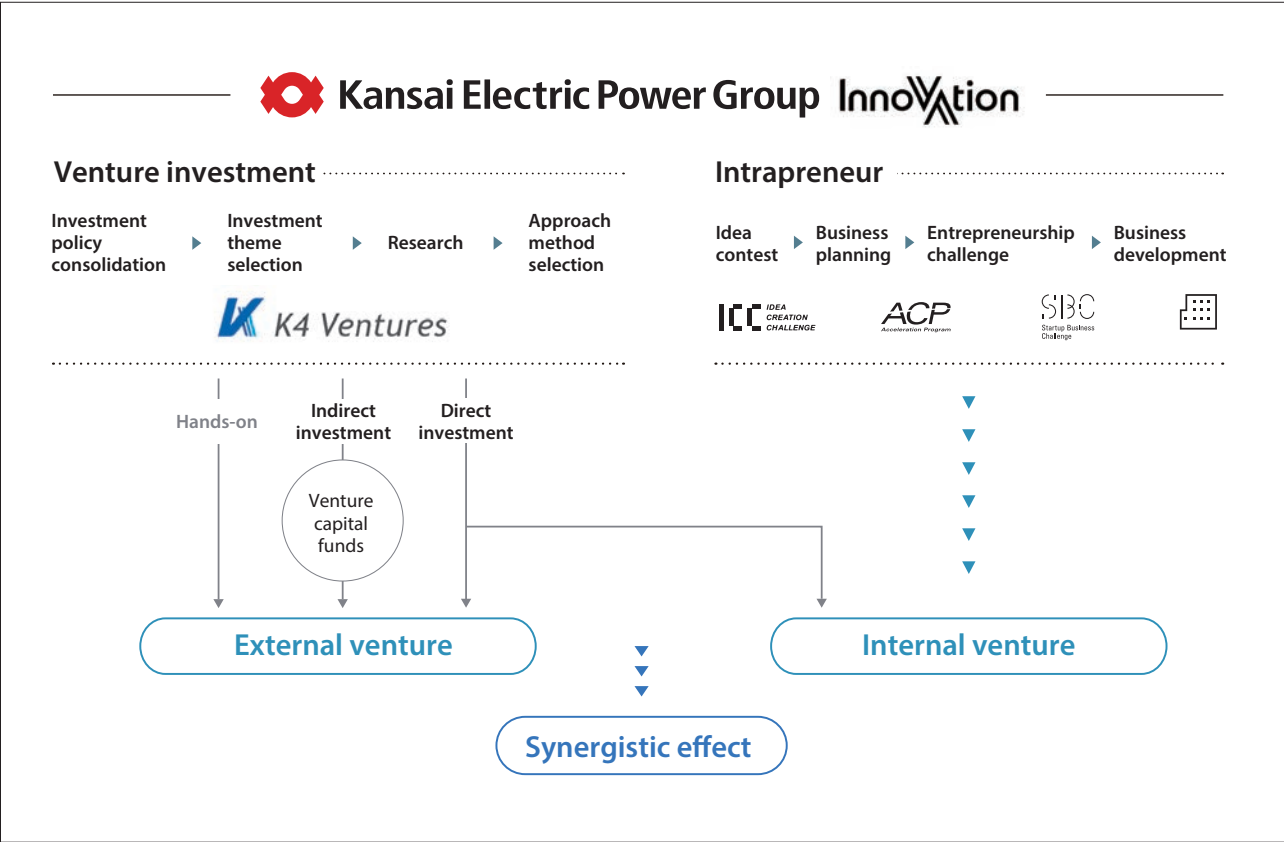 Kansai Electric Power Group InnoVation
Venture investment
Investment
policy
consolidation
Investment
theme
selection
Research
Approach
method
selection
K4 Ventures
Intrapreneur
Idea
contest
Business
planning
Entrepreneurship
challenge
Business
development
ICC IDEA
CREATION
CHALLENGE
ACP
Acceleration Program
SBC
Startup Business
Challenge
Hands-on
Indirect
investment
Direct
investment
Venture
capital
funds
External venture
Internal venture
Synergistic effect